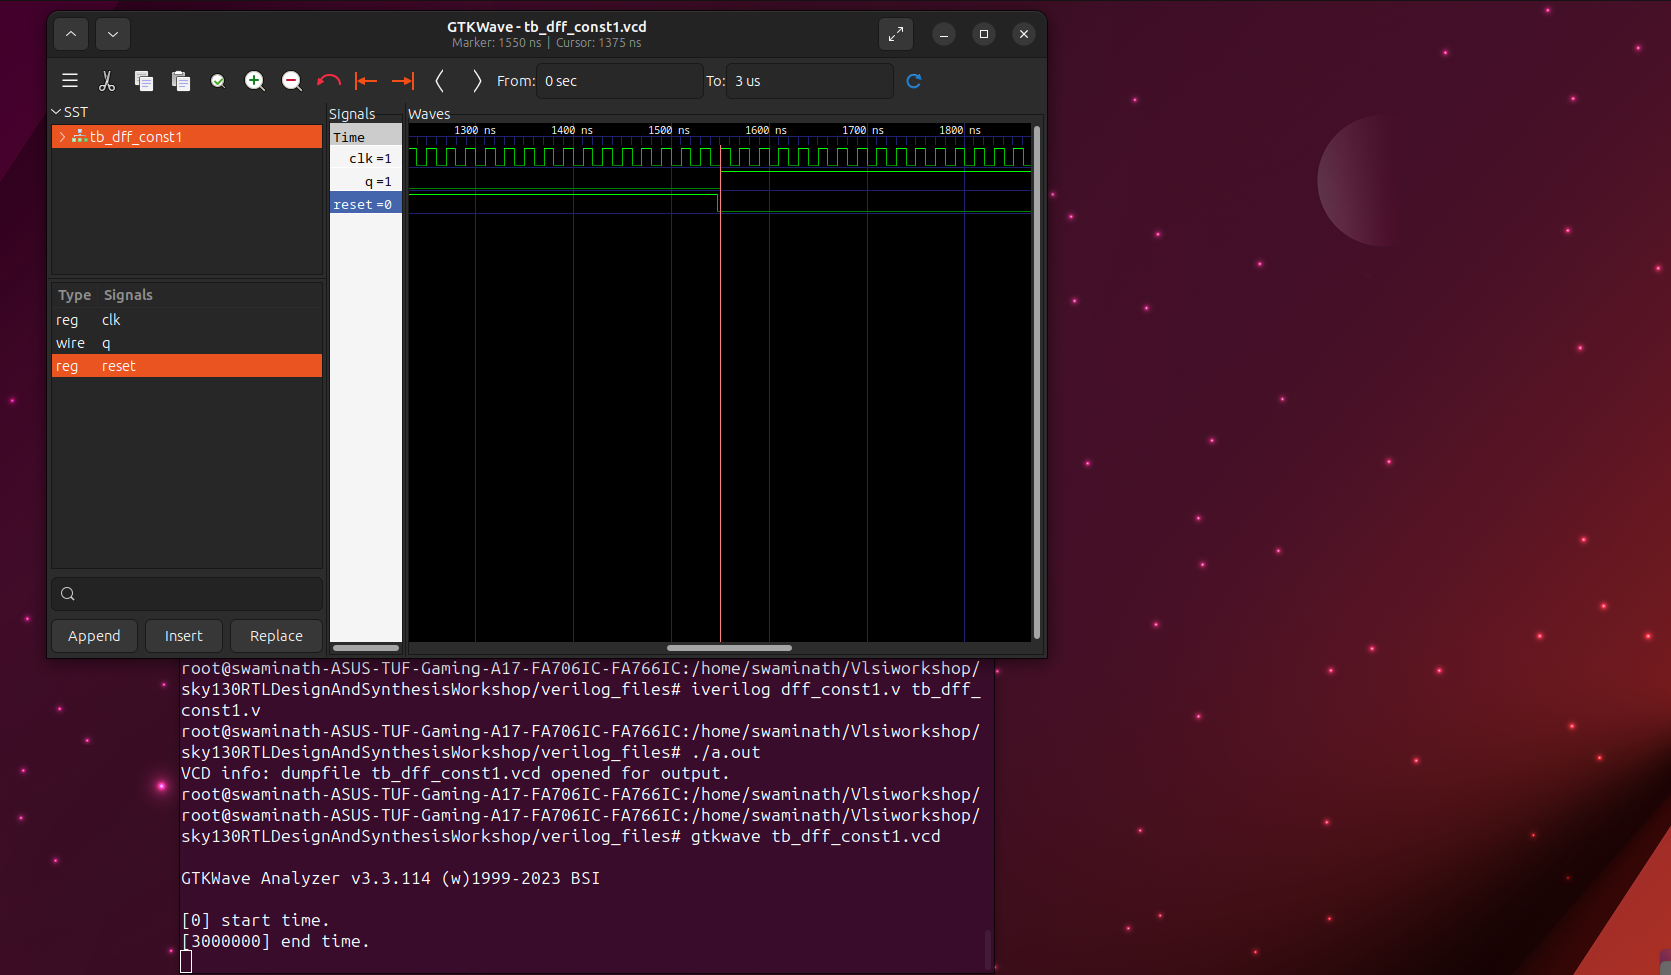 GTKWave - tb_dff_const1.vcd
Marker: 1550 ns | Cursor: 1375 ns
From: 0 sec To: 3 us
SST
tb_dff_const1
Type Signals
reg clk
wire q
reg reset
Append Insert Replace
Signals
Time
clk =1
q =1
reset =0
Waves
1300 ns 1400 ns 1500 ns 1600 ns 1700 ns 1800 ns
root@swaminath-ASUS-TUF-Gaming-A17-FA706IC-FA766IC:/home/swaminath/Vlsiworkshop/
sky130RTLDesignAndSynthesisWorkshop/verilog_files# iverilog dff_const1.v tb_dff_
const1.v
root@swaminath-ASUS-TUF-Gaming-A17-FA706IC-FA766IC:/home/swaminath/Vlsiworkshop/
sky130RTLDesignAndSynthesisWorkshop/verilog_files# ./a.out
VCD info: dumpfile tb_dff_const1.vcd opened for output.
root@swaminath-ASUS-TUF-Gaming-A17-FA706IC-FA766IC:/home/swaminath/Vlsiworkshop/
root@swaminath-ASUS-TUF-Gaming-A17-FA706IC-FA766IC:/home/swaminath/Vlsiworkshop/
sky130RTLDesignAndSynthesisWorkshop/verilog_files# gtkwave tb_dff_const1.vcd
GTKWave Analyzer v3.3.114 (w)1999-2023 BSI
[0] start time.
[3000000] end time.